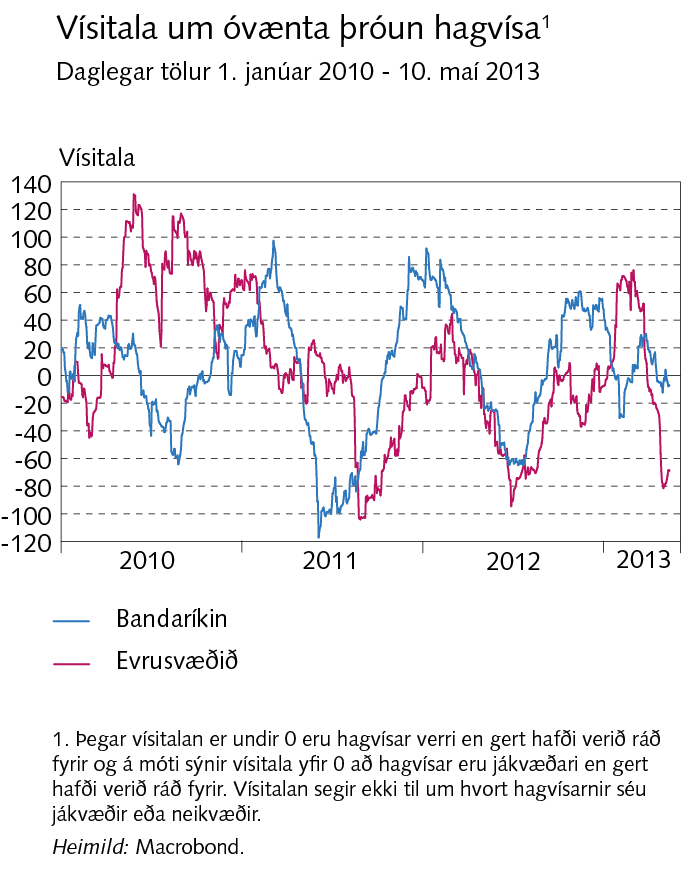 Vísitala um óvænta þróun hagvísa¹
Daglegar tölur 1. janúar 2010 - 10. maí 2013
Vísitala
140
120
100
80
60
40
20
0
-20
-40
-60
-80
-100
-120
2010 2011 2012 2013
Bandaríkin
Evrusvæðið
1. Þegar vísitalan er undir 0 eru hagvísar verri en gert hafði verið ráð
fyrir og á móti sýnir vísitala yfir 0 að hagvísar eru jákvæðari en gert
hafði verið ráð fyrir. Vísitalan segir ekki til um hvort hagvísarnir séu
jákvæðir eða neikvæðir.
Heimild: Macrobond.